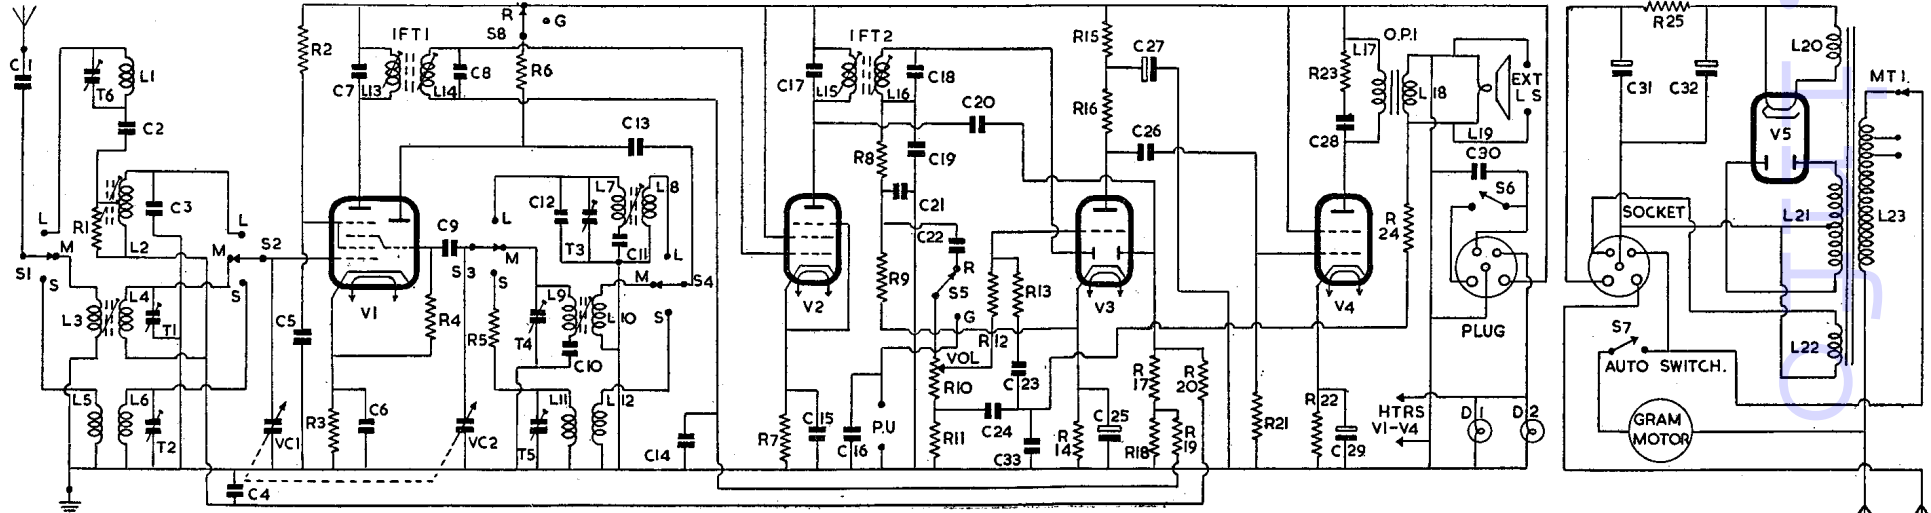 C1
T6
L1
C2
L
R1
L2
C3
L
M
S1
S
L3
L4
T1
M
S2
S
L5
L6
T2
VC1
C4
C5
R2
C7
IFT1
L13
L14
C8
R
G
S8
R6
C13
V1
C9
S3
R4
R3
C6
L
M
S
C12
T3
L7
L8
C11
L
M
S4
R5
L9
L10
T4
C10
S
VC2
T5
L11
L12
C14
IFT2
C17
L15
L16
C18
C20
R8
C19
C21
C22
R
S5
G
R9
V2
R7
C15
C16
P.U
VOL
R10
R11
R12
R13
C23
C24
C33
R15
C27
R16
C26
V3
R14
C25
R17
R18
R19
R20
R21
O.P.1
L17
R23
L18
C28
EXT
L S
L19
C30
S6
R24
V4
PLUG
R22
C29
HTRS
V1-V4
D1
D2
R25
C31
C32
L20
MT1.
V5
SOCKET
L21
L23
S7
AUTO SWITCH.
L22
GRAM
MOTOR